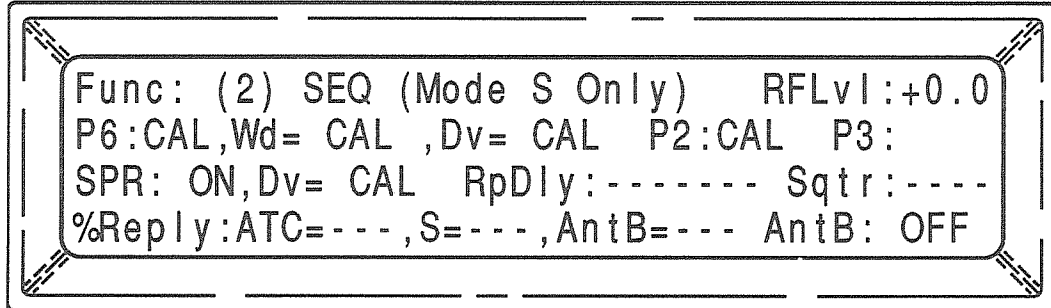 Func: (2) SEQ (Mode S Only) RFLvl:+0.0
P6:CAL,Wd= CAL ,Dv= CAL P2:CAL P3:
SPR: ON,Dv= CAL RpDly:------- Sqtr:----
%Reply:ATC=---,S=---,AntB=--- AntB: OFF